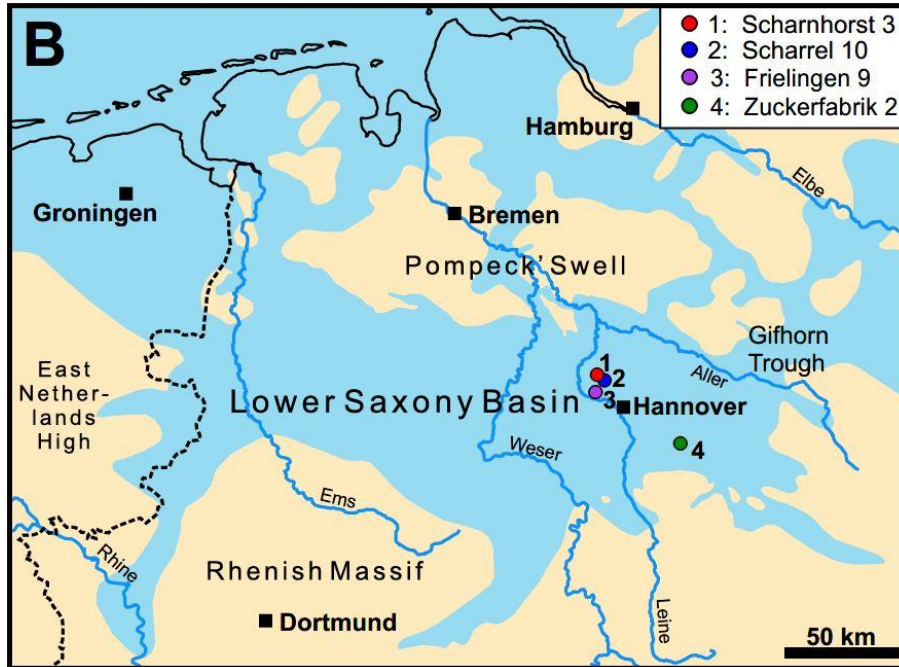 B
1: Scharnhorst 3
2: Scharrel 10
3: Frielingen 9
4: Zuckerfabrik 2
Hamburg
Elbe
Groningen
Bremen
Pompeck' Swell
Gifhorn
Trough
East
Nether-
lands
High
1
2
Aller
3
Lower Saxony Basin
Hannover
Weser
4
Ems
Rhine
Rhenish Massif
Leine
Dortmund
50 km